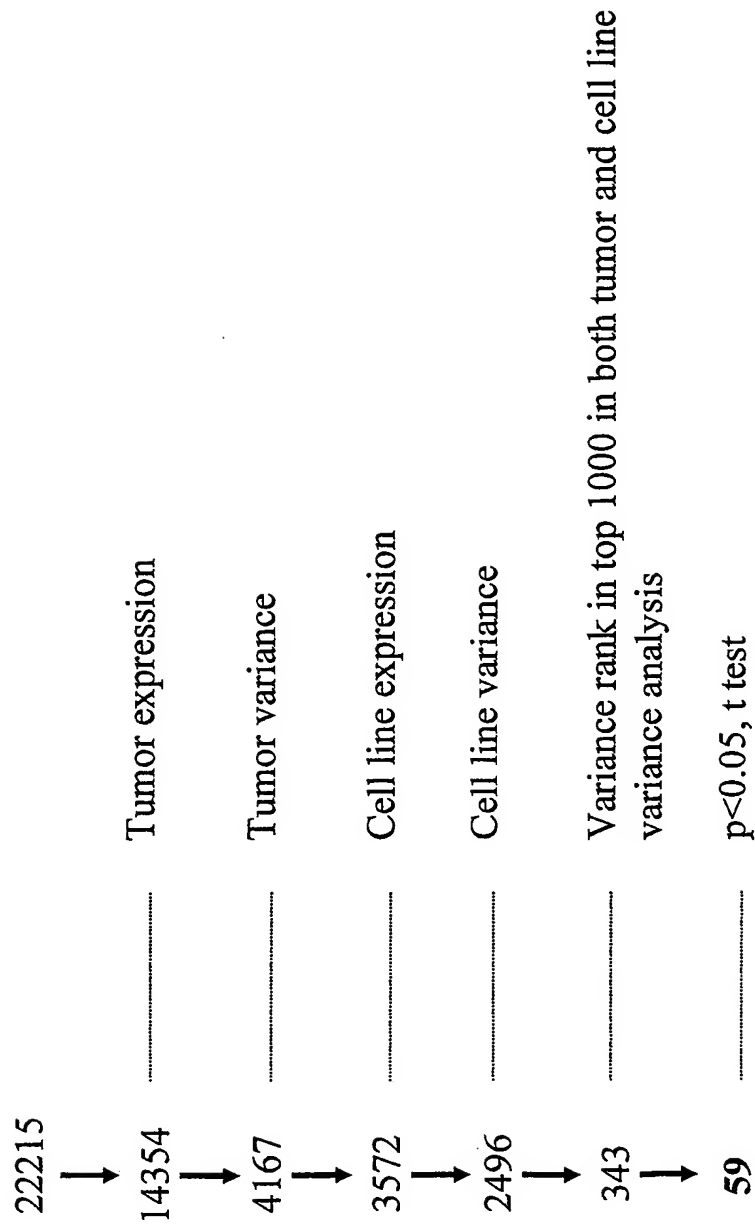 22215
14354 Tumor expression
4167 Tumor variance
3572 Cell line expression
2496 Cell line variance
343 Variance rank in top 1000 in both tumor and cell line
variance analysis
59 p<0.05, t test